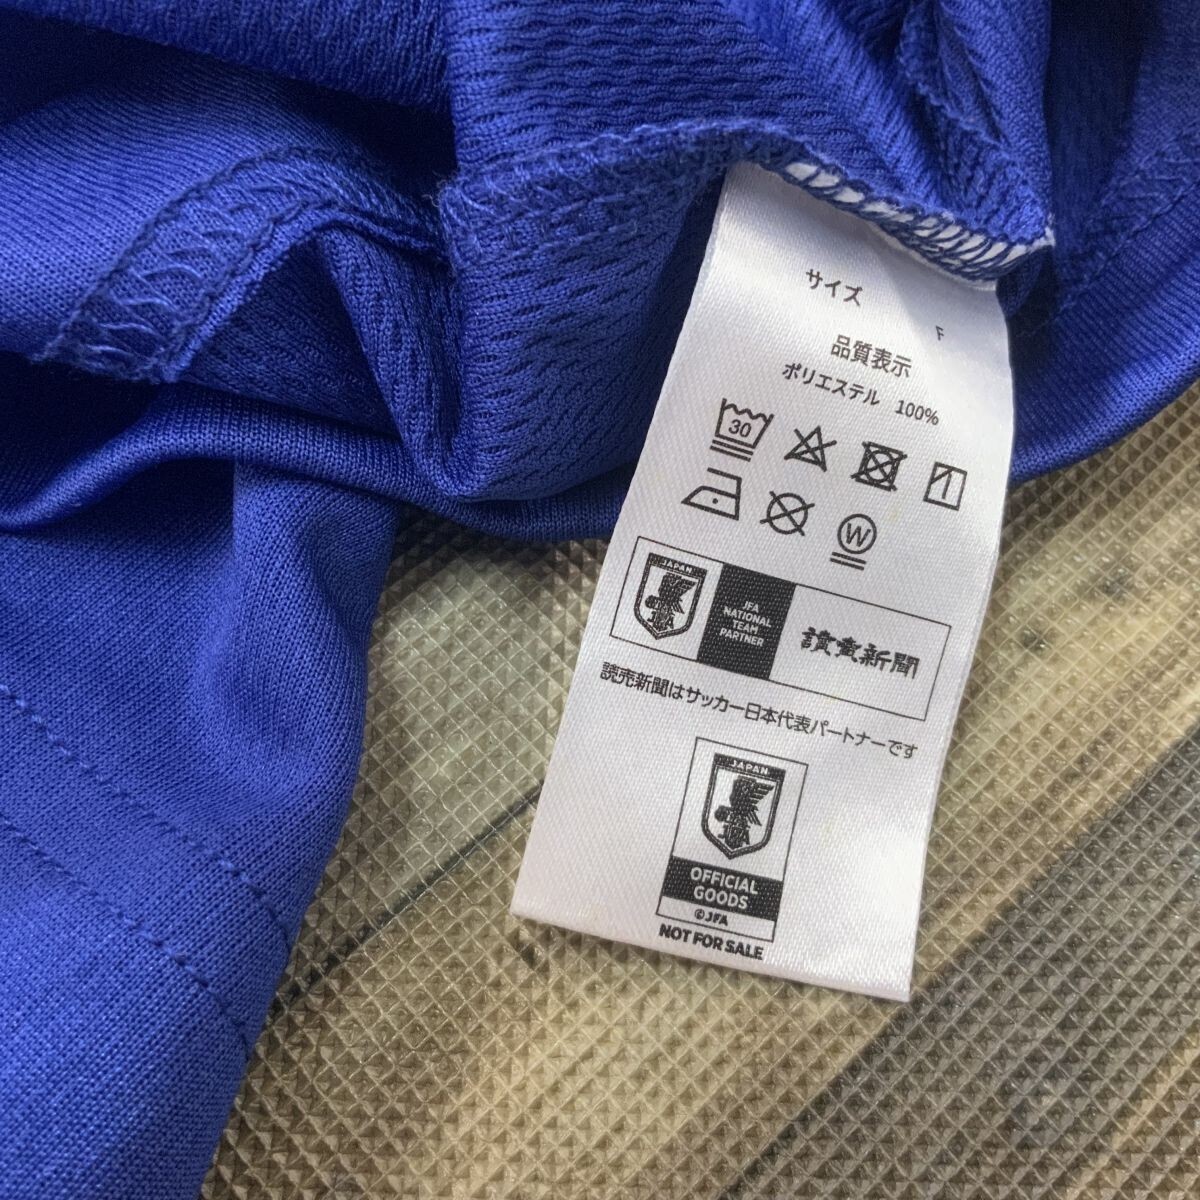 サイズ
F
品質表示
ポリエステル 100%
30
W
JAPAN
JFA
JFA
NATIONAL
TEAM
PARTNER
讀賣新聞
読売新聞はサッカー日本代表パートナーです
JAPAN
JFA
OFFICIAL
GOODS
©JFA
NOT FOR SALE